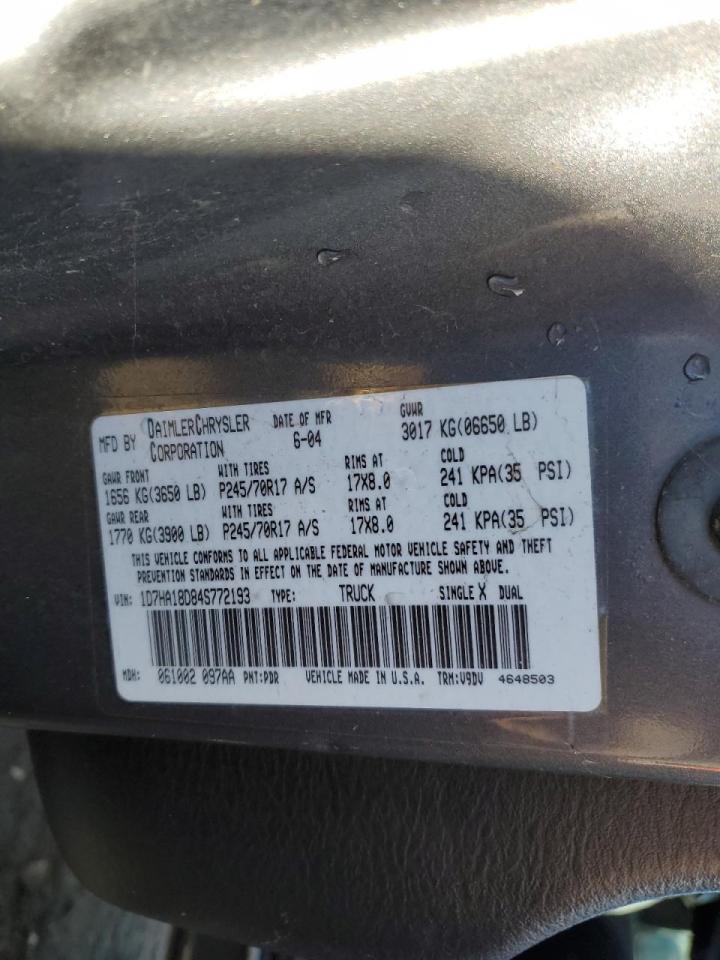 MFD BY DAIMLERCHRYSLER CORPORATION DATE OF MFR 6-04 GVWR 3017 KG(06650 LB)
GAWR FRONT WITH TIRES RIMS AT COLD
1656 KG(3650 LB) P245/70R17 A/S 17X8.0 241 KPA(35 PSI)
GAWR REAR WITH TIRES RIMS AT COLD
1770 KG(3900 LB) P245/70R17 A/S 17X8.0 241 KPA(35 PSI)
THIS VEHICLE CONFORMS TO ALL APPLICABLE FEDERAL MOTOR VEHICLE SAFETY AND THEFT
PREVENTION STANDARDS IN EFFECT ON THE DATE OF MANUFACTURE SHOWN ABOVE.
VIN: 1D7HA18D84S772193 TYPE: TRUCK SINGLE X DUAL
MDH: 061002 097AA PNT:PDR VEHICLE MADE IN U.S.A. TRM:V9DV 4648503